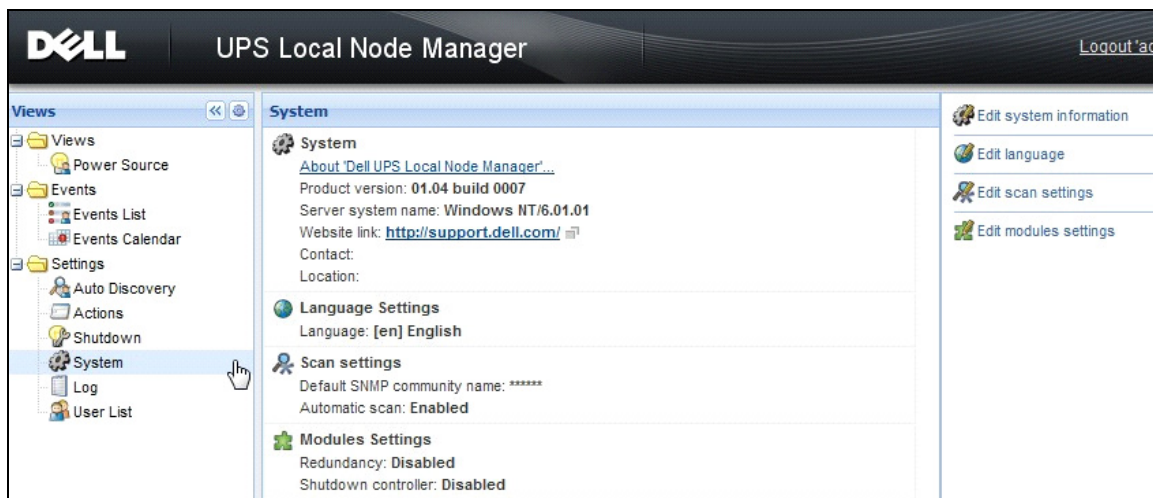 DELL
UPS Local Node Manager
Logout 'ad
Views
Views
Power Source
Events
Events List
Events Calendar
Settings
Auto Discovery
Actions
Shutdown
System
Log
User List
System
System
About 'Dell UPS Local Node Manager'...
Product version: 01.04 build 0007
Server system name: Windows NT/6.01.01
Website link: http://support.dell.com/
Contact:
Location:
Language Settings
Language: [en] English
Scan settings
Default SNMP community name: ******
Automatic scan: Enabled
Modules Settings
Redundancy: Disabled
Shutdown controller: Disabled
Edit system information
Edit language
Edit scan settings
Edit modules settings